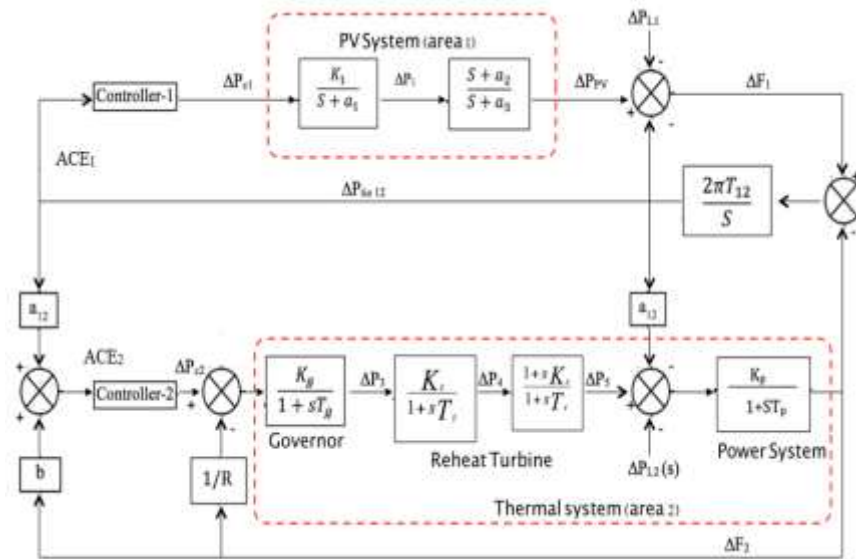 PV System (area 1)
ΔP_L1
Controller-1
ΔP_c1
K_1
S + a_1
ΔP_1
S + a_2
S + a_3
ΔP_PV
ΔF_1
+
-
-
ACE_1
ΔP_tie 12
2πT_12
S
+
-
a_12
a_12
+
+
ACE_2
Controller-2
ΔP_c2
+
-
K_g
1 + sT_g
Governor
ΔP_3
K_r
1 + sT_r
ΔP_4
1 + sK_r
1 + sT_r
ΔP_5
Reheat Turbine
-
+
-
ΔP_L2(s)
K_p
1+ST_p
Power System
b
1/R
Thermal system (area 2)
ΔF_2